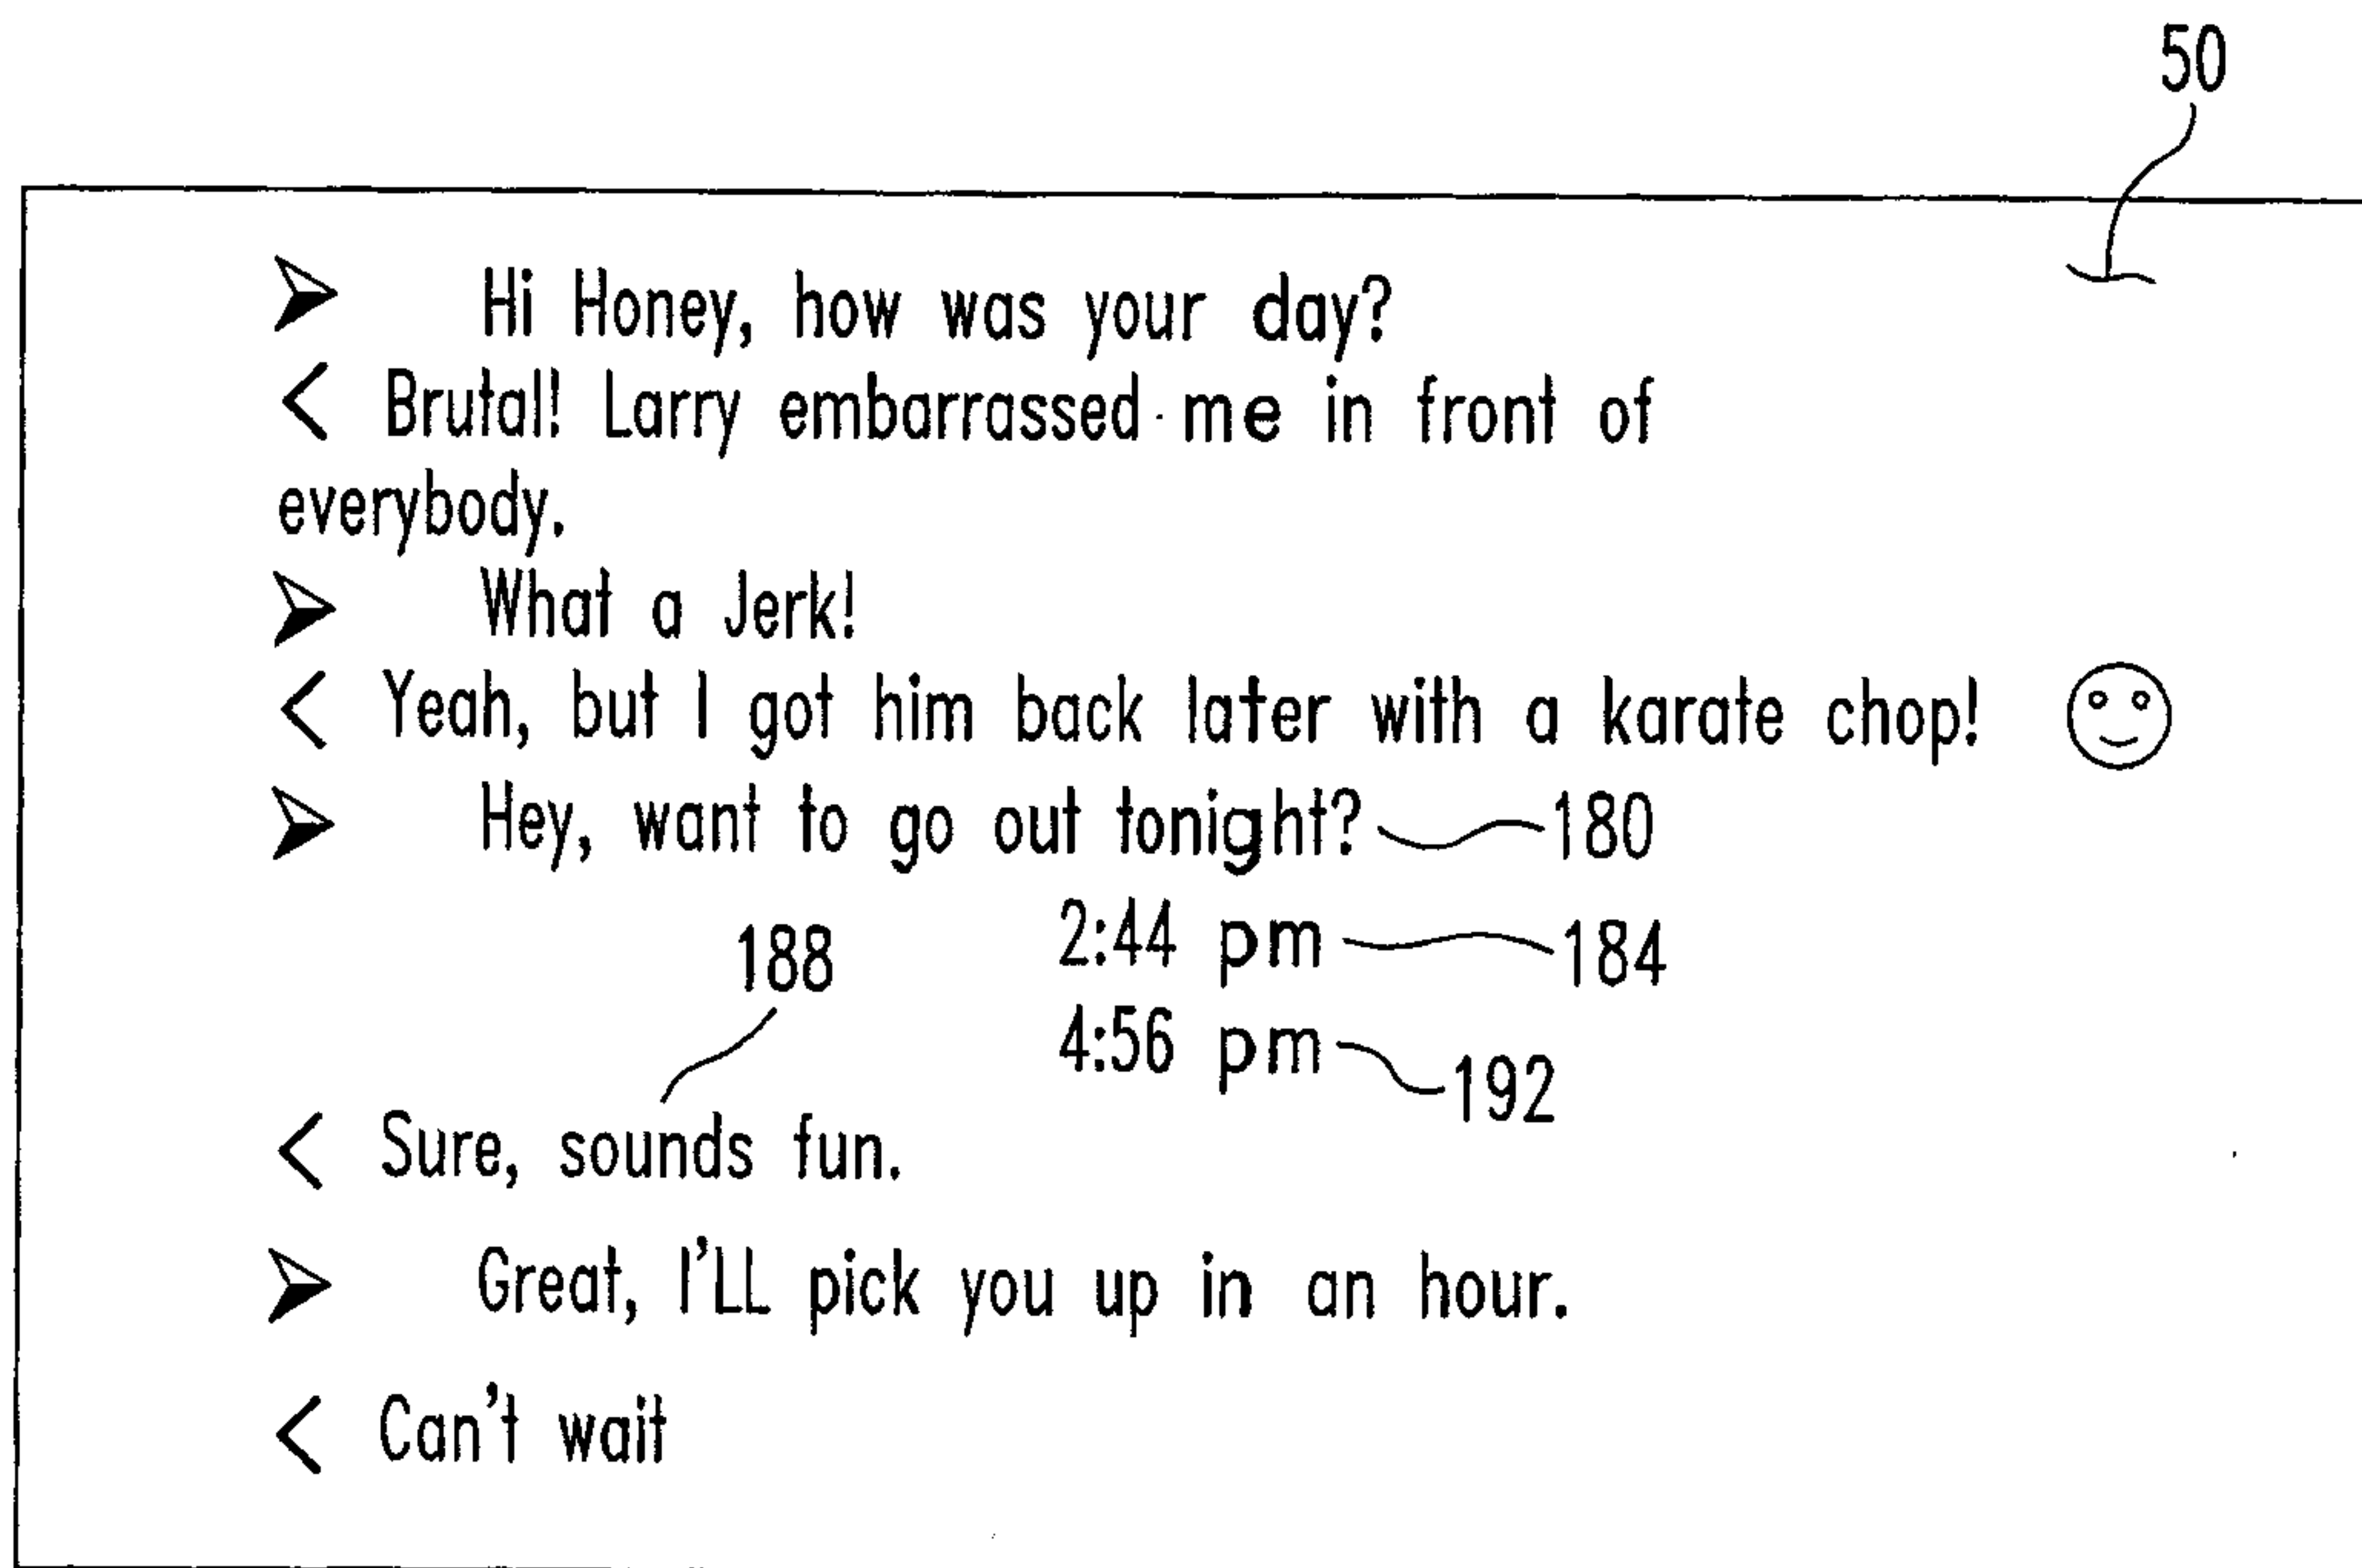 50
➢ Hi Honey, how was your day?
< Brutal! Larry embarrassed me in front of
everybody.
➢ What a Jerk!
< Yeah, but I got him back later with a karate chop! ☺
➢ Hey, want to go out tonight? 180
2:44 pm 184
188
4:56 pm 192
< Sure, sounds fun.
➢ Great, I'LL pick you up in an hour.
< Can't wait